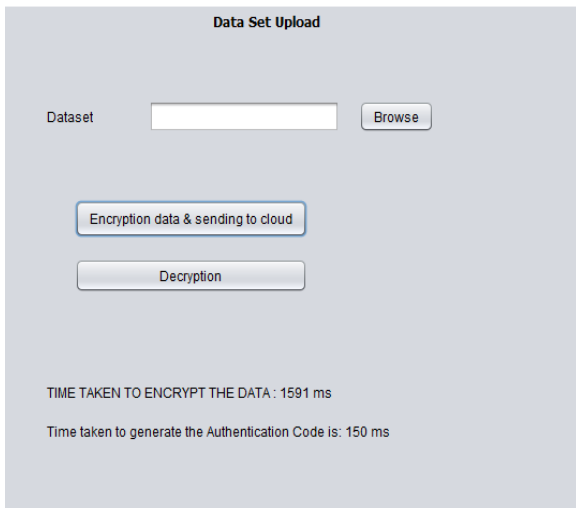 Data Set Upload
Dataset Browse
Encryption data & sending to cloud
Decryption
TIME TAKEN TO ENCRYPT THE DATA : 1591 ms
Time taken to generate the Authentication Code is: 150 ms